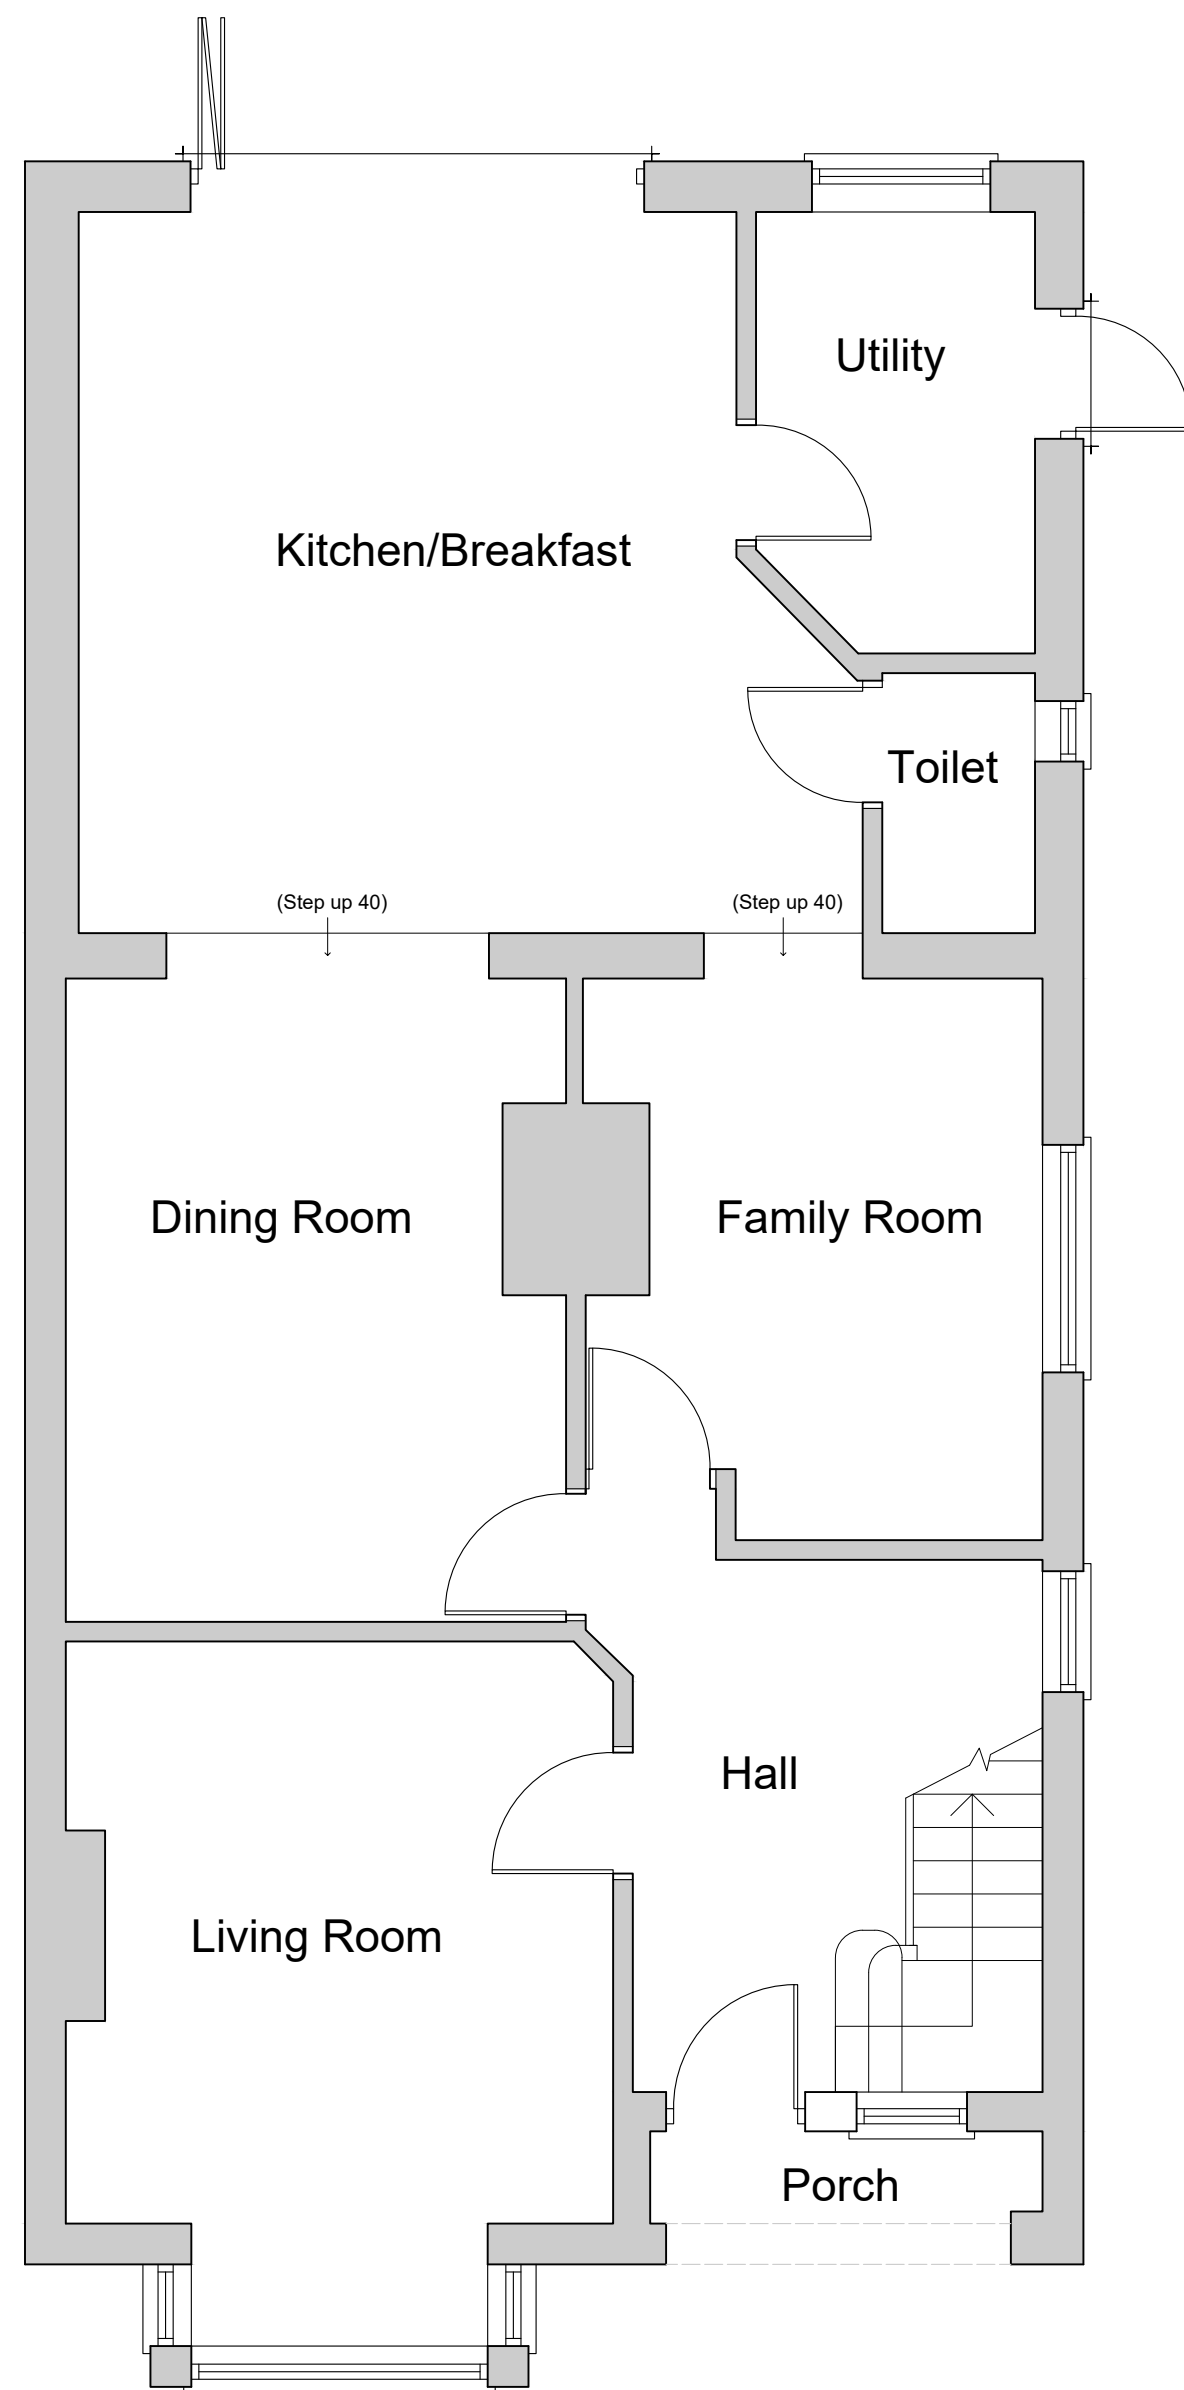 Utility
Kitchen/Breakfast
Toilet
(Step up 40)
(Step up 40)
Dining Room
Family Room
Hall
Living Room
Porch